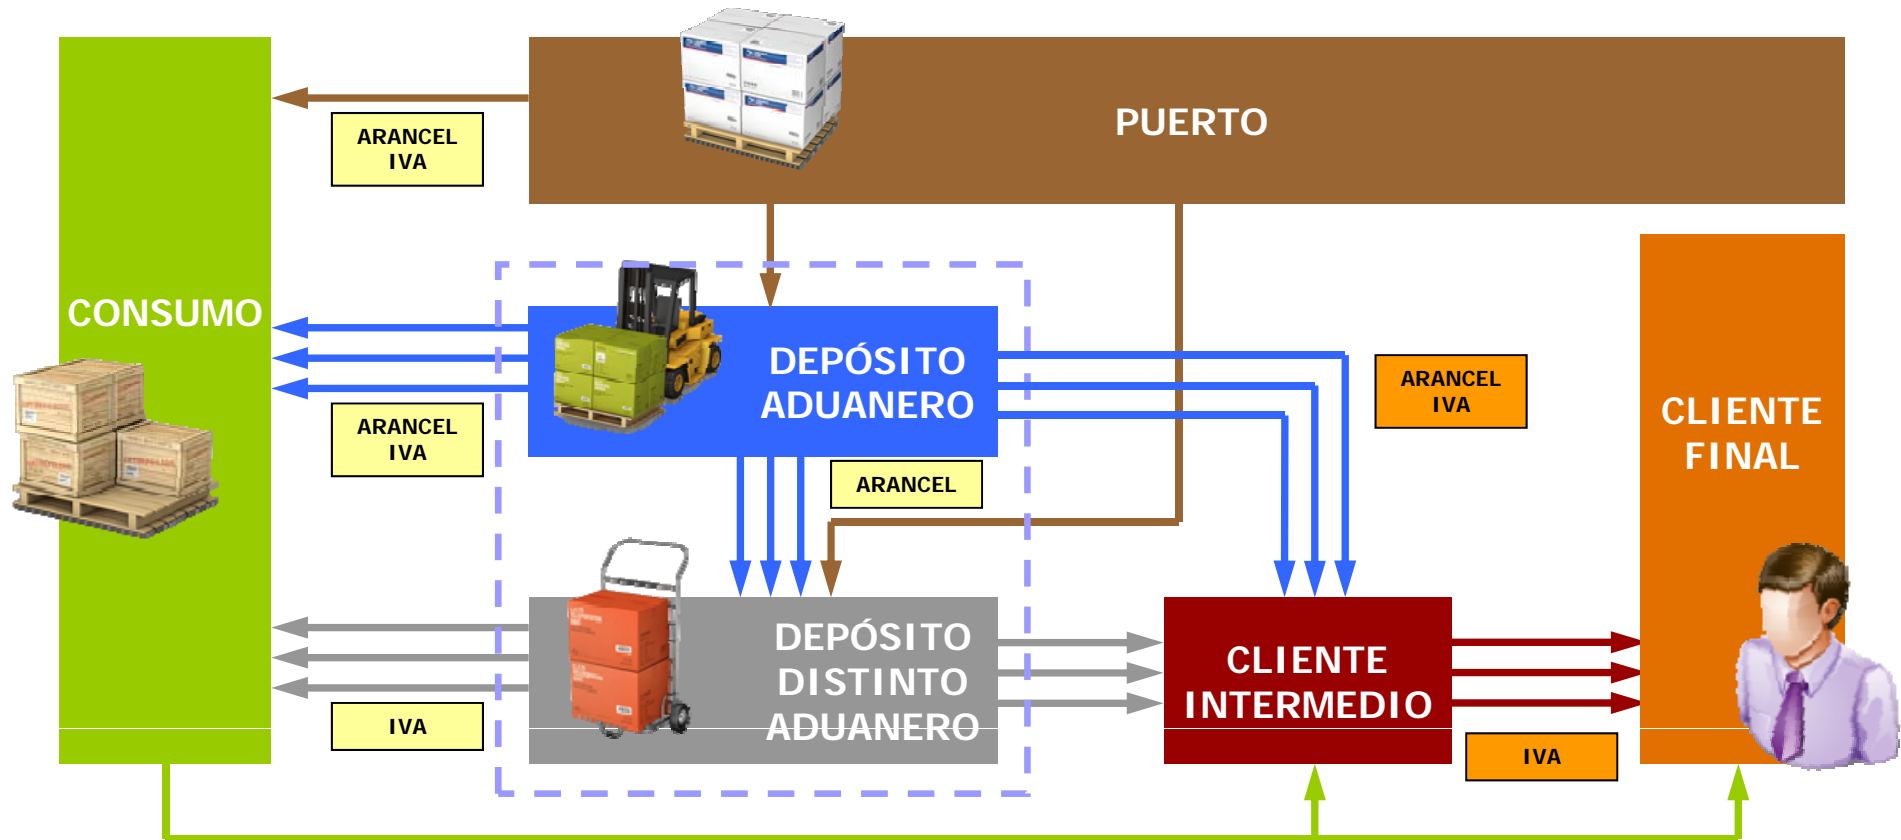 PUERTO
ARANCEL
IVA
CONSUMO
DEPÓSITO
ADUANERO
ARANCEL
IVA
CLIENTE
FINAL
ARANCEL
IVA
ARANCEL
DEPÓSITO
DISTINTO
ADUANERO
CLIENTE
INTERMEDIO
IVA
IVA